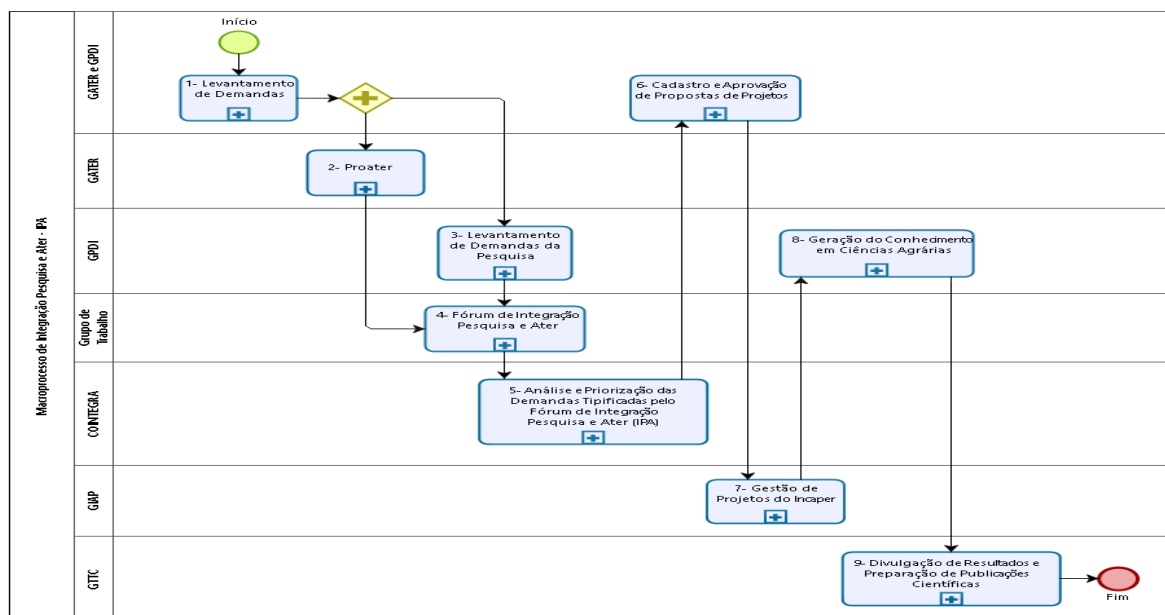 Macroprocesso de Integração Pesquisa e Ater - IPA
GATER e GPDI
Início
1- Levantamento
de Demandas
6- Cadastro e Aprovação
de Propostas de Projetos
GATER
2- Proater
GPDI
3- Levantamento
de Demandas da
Pesquisa
8- Geração do Conhecimento
em Ciências Agrárias
Grupo de
Trabalho
4- Fórum de Integração
Pesquisa e Ater
COINTEGRA
5- Análise e Priorização das
Demandas Tipificadas pelo
Fórum de Integração
Pesquisa e Ater (IPA)
GIAP
7- Gestão de
Projetos do Incaper
GTTC
9- Divulgação de Resultados e
Preparação de Publicações
Científicas
Fim